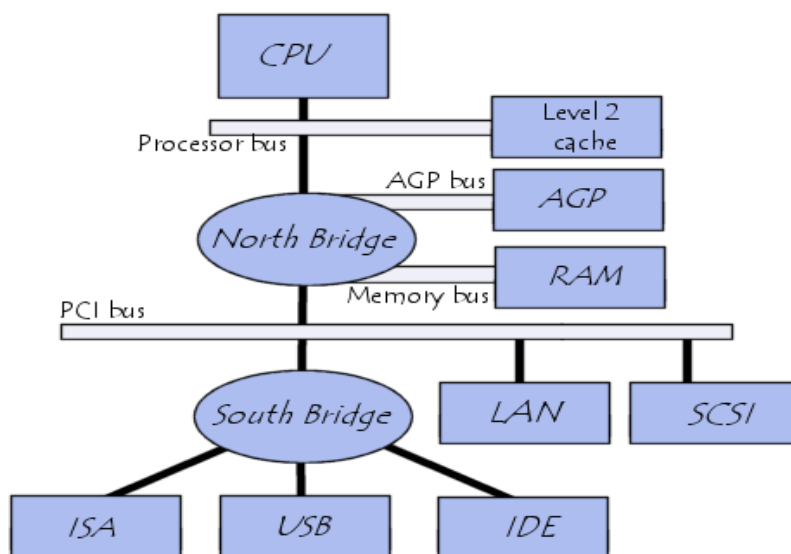 CPU
Level 2
cache
Processor bus
AGP bus
AGP
North Bridge
RAM
Memory bus
PCI bus
South Bridge
LAN
SCSI
ISA
USB
IDE